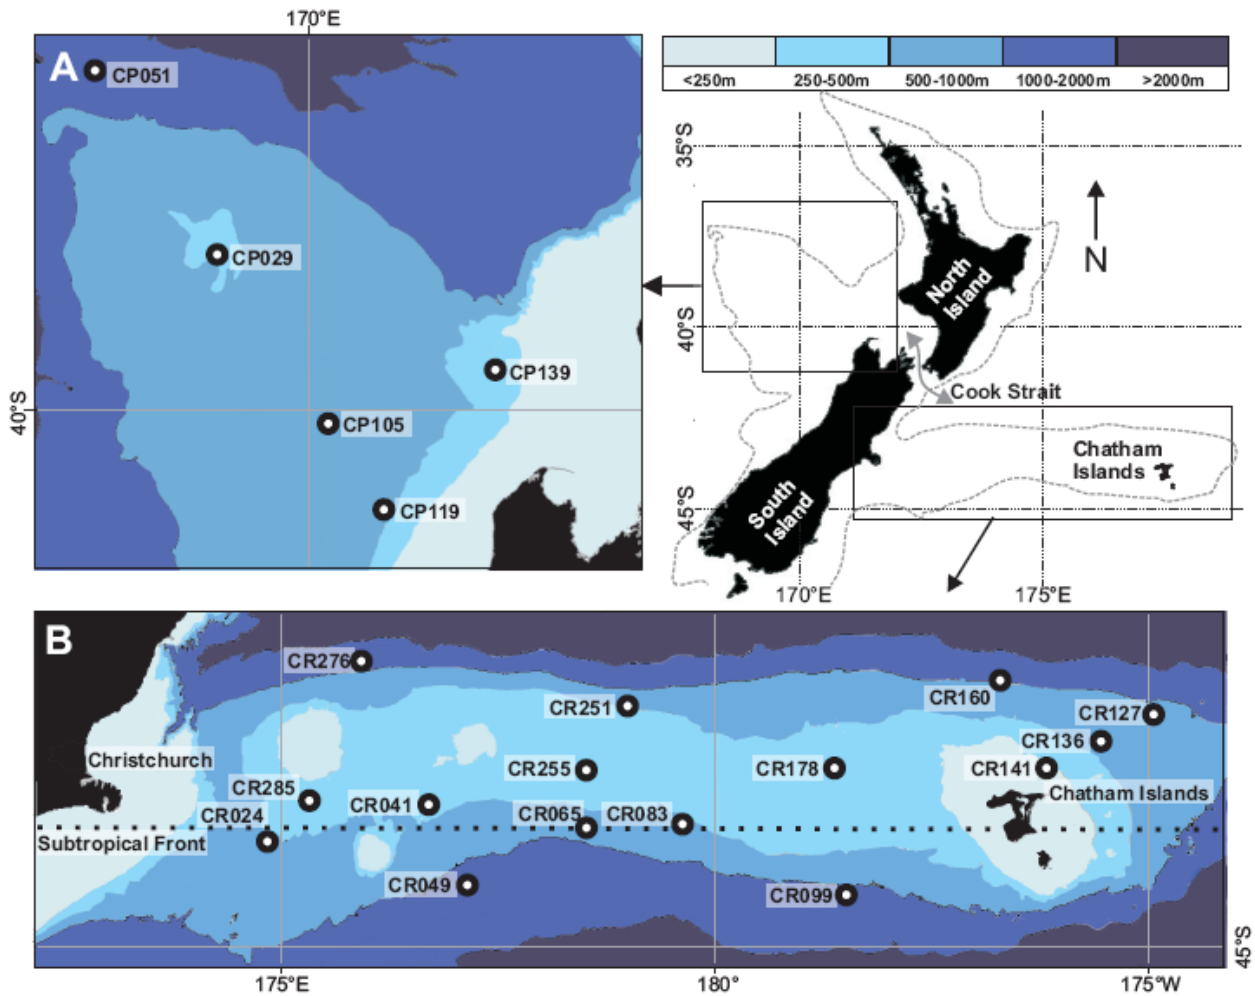 170°E
A
CP051
CP029
CP139
CP105
CP119
40°S
<250m
250-500m
500-1000m
1000-2000m
>2000m
35°S
40°S
45°S
N
North
Island
Cook Strait
Chatham
Islands
South
Island
170°E
175°E
B
CR276
CR251
CR160
CR127
CR136
Christchurch
CR255
CR178
CR141
CR285
CR041
Chatham Islands
CR024
CR065
CR083
Subtropical Front
CR049
CR099
45°S
175°E
180°
175°W